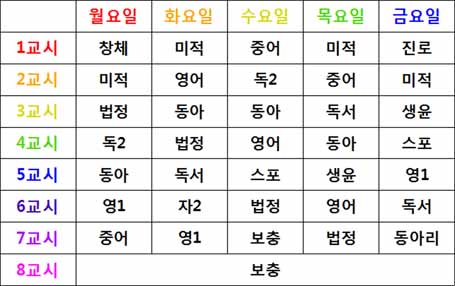 월요일 화요일 수요일 목요일 금요일
1교시 창체 미적 중어 미적 진로
2교시 미적 영어 독2 중어 미적
3교시 법정 동아 동아 독서 생윤
4교시 독2 법정 영어 동아 스포
5교시 동아 독서 스포 생윤 영1
6교시 영1 자2 법정 영어 독서
7교시 중어 영1 보충 법정 동아리
8교시 보충